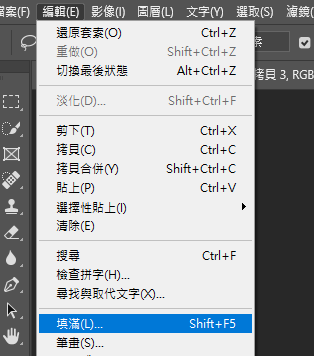 檔案(F) 編輯(E) 影像(I) 圖層(L) 文字(Y) 選取(S) 濾鏡(
還原套索(O) Ctrl+Z
重做(O) Shift+Ctrl+Z
切換最後狀態 Alt+Ctrl+Z
拷貝 3, RGB
淡化(D)... Shift+Ctrl+F
剪下(T) Ctrl+X
拷貝(C) Ctrl+C
拷貝合併(Y) Shift+Ctrl+C
貼上(P) Ctrl+V
選擇性貼上(I)
清除(E)
搜尋 Ctrl+F
檢查拼字(H)...
尋找與取代文字(X)...
填滿(L)... Shift+F5
筆畫(S)...